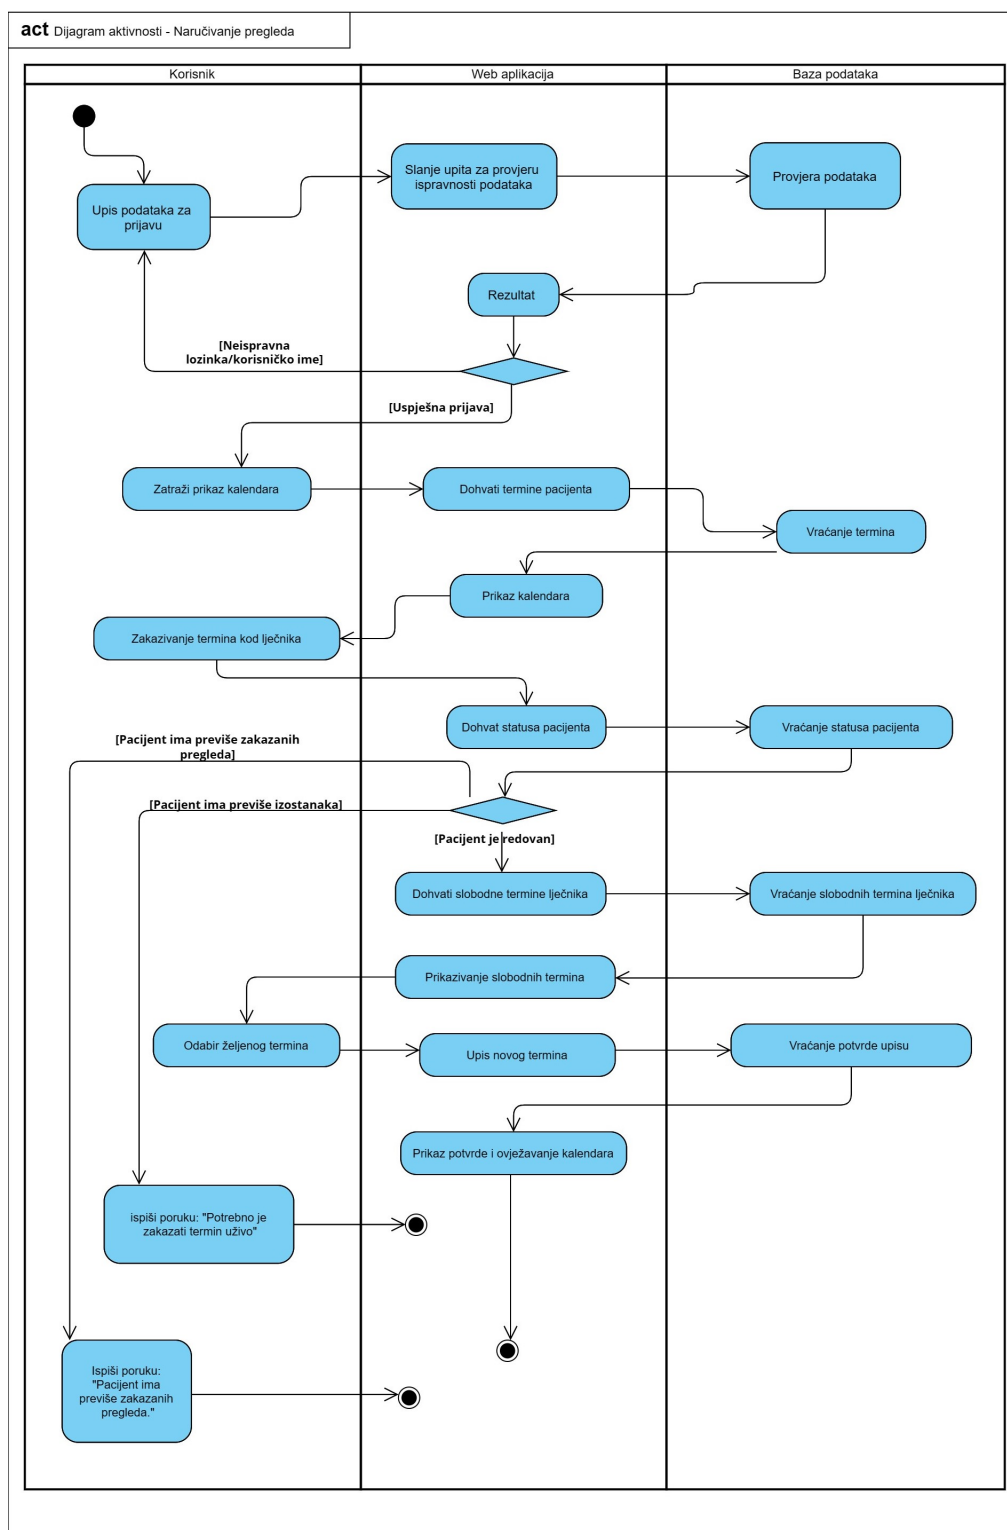 act Dijagram aktivnosti - Naručivanje pregleda
Korisnik
Web aplikacija
Baza podataka
Upis podataka za
prijavu
Slanje upita za provjeru
ispravnosti podataka
Provjera podataka
Rezultat
[Neispravna
lozinka/korisničko ime]
[Uspješna prijava]
Zatraži prikaz kalendara
Dohvati termine pacijenta
Vraćanje termina
Prikaz kalendara
Zakazivanje termina kod lječnika
Dohvat statusa pacijenta
Vraćanje statusa pacijenta
[Pacijent ima previše zakazanih
pregleda]
[Pacijent ima previše izostanaka]
[Pacijent je redovan]
Dohvati slobodne termine lječnika
Vraćanje slobodnih termina lječnika
Prikazivanje slobodnih termina
Odabir željenog termina
Upis novog termina
Vraćanje potvrde upisu
Prikaz potvrde i ovježavanje kalendara
ispiši poruku: "Potrebno je
zakazati termin uživo"
Ispiši poruku:
"Pacijent ima
previše zakazanih
pregleda."